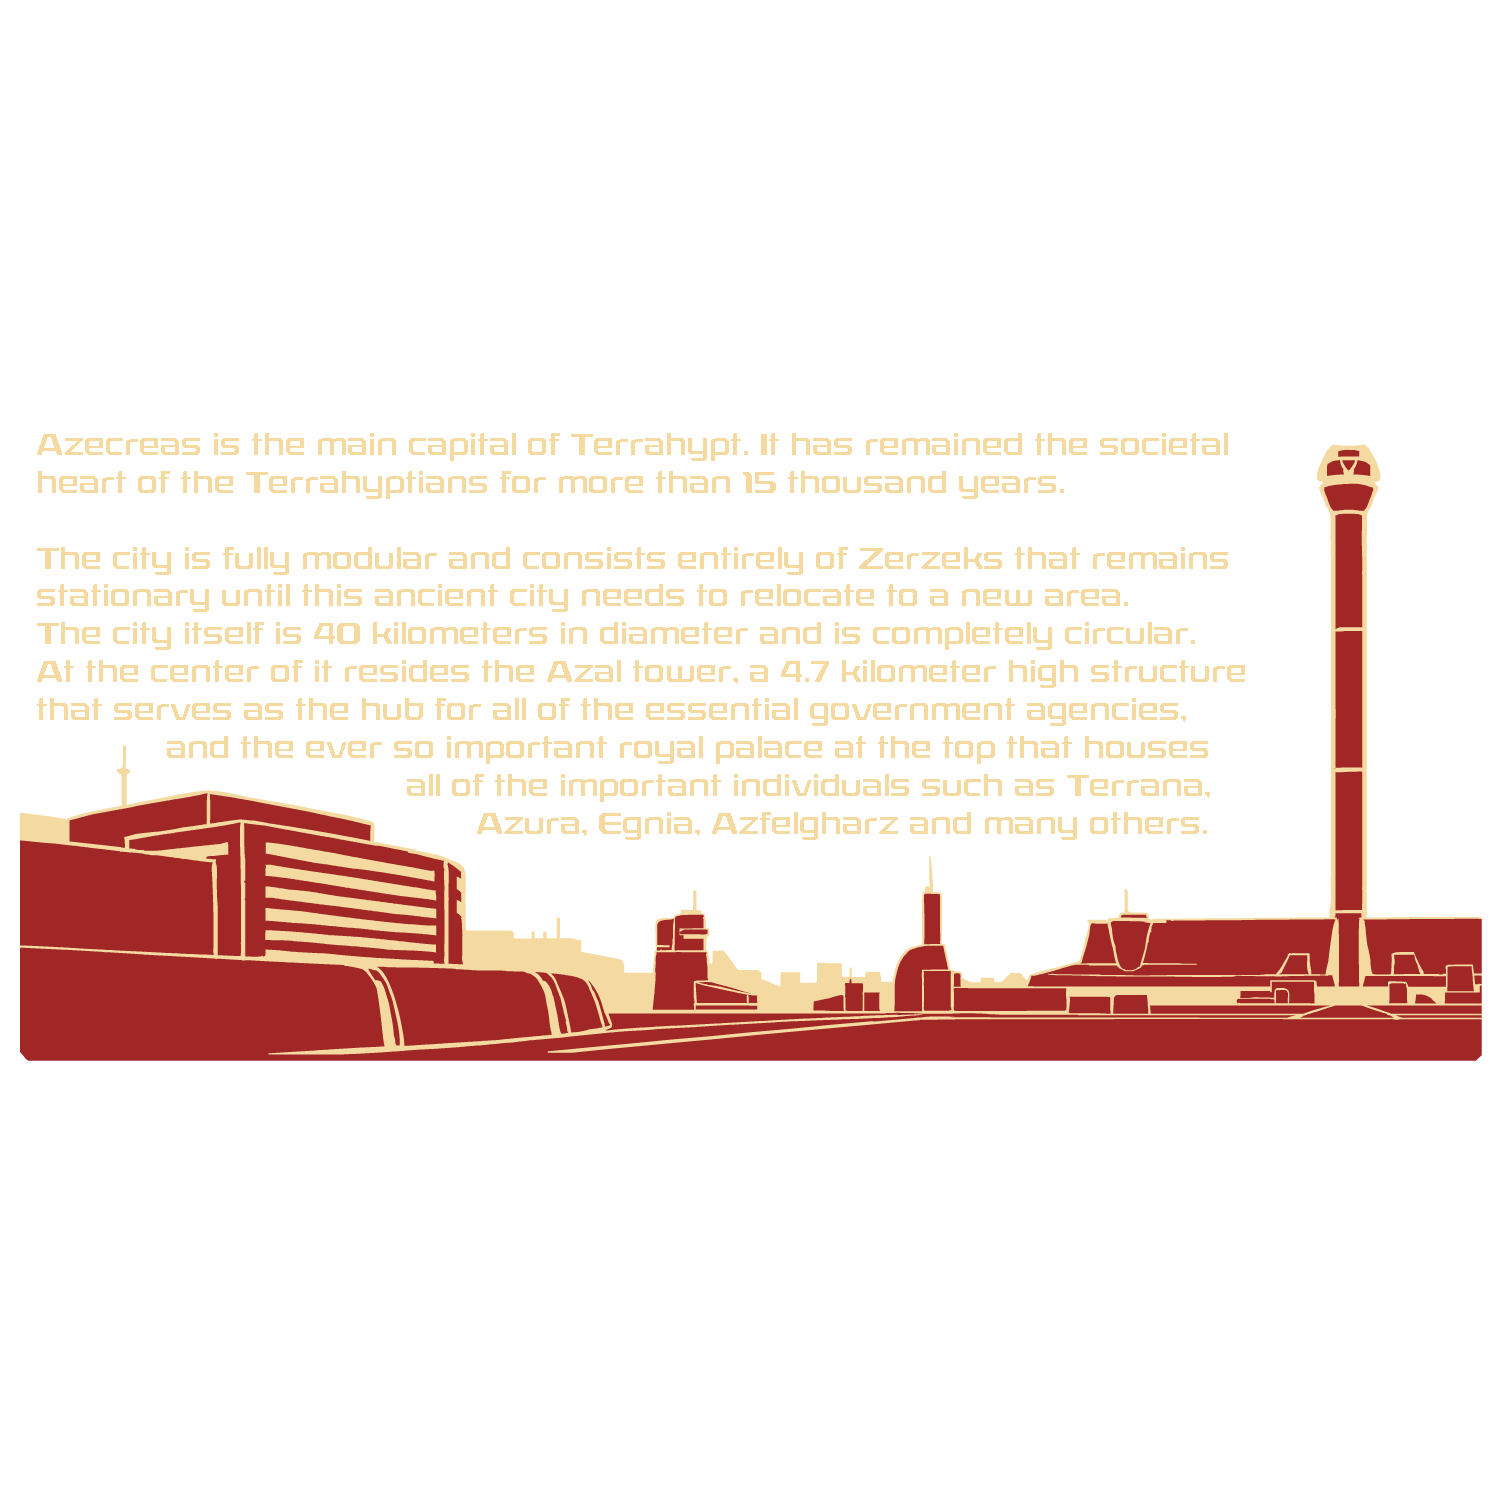 Azecreas is the main capital of Terrahypt. It has remained the societal
heart of the Terrahyptians for more than 15 thousand years.
The city is fully modular and consists entirely of Zerzeks that remains
stationary until this ancient city needs to relocate to a new area.
The city itself is 40 kilometers in diameter and is completely circular.
At the center of it resides the Azal tower, a 4.7 kilometer high structure
that serves as the hub for all of the essential government agencies,
and the ever so important royal palace at the top that houses
all of the important individuals such as Terrana,
Azura, Egnia, Azfelgharz and many others.